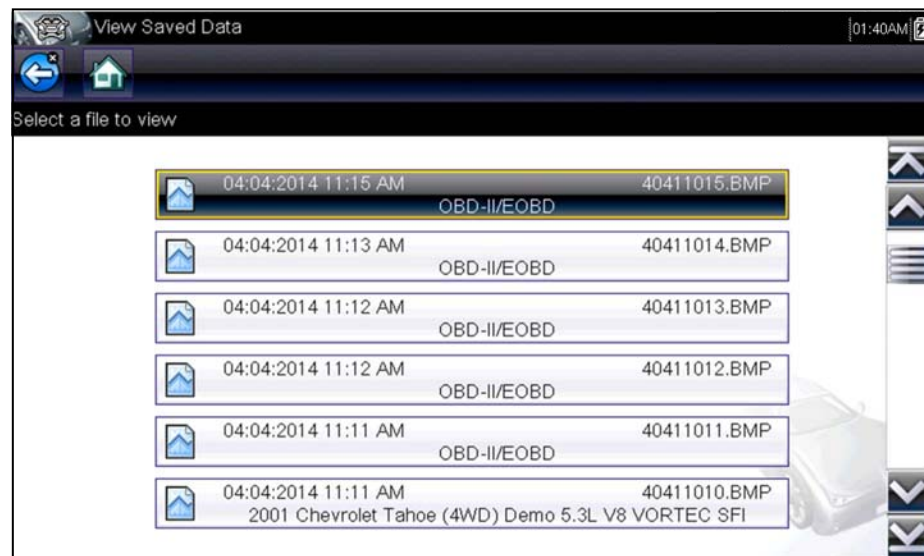 View Saved Data
01:40AM
Select a file to view
04:04:2014 11:15 AM 40411015.BMP
OBD-II/EOBD
04:04:2014 11:13 AM 40411014.BMP
OBD-II/EOBD
04:04:2014 11:12 AM 40411013.BMP
OBD-II/EOBD
04:04:2014 11:12 AM 40411012.BMP
OBD-II/EOBD
04:04:2014 11:11 AM 40411011.BMP
OBD-II/EOBD
04:04:2014 11:11 AM 40411010.BMP
2001 Chevrolet Tahoe (4WD) Demo 5.3L V8 VORTEC SFI